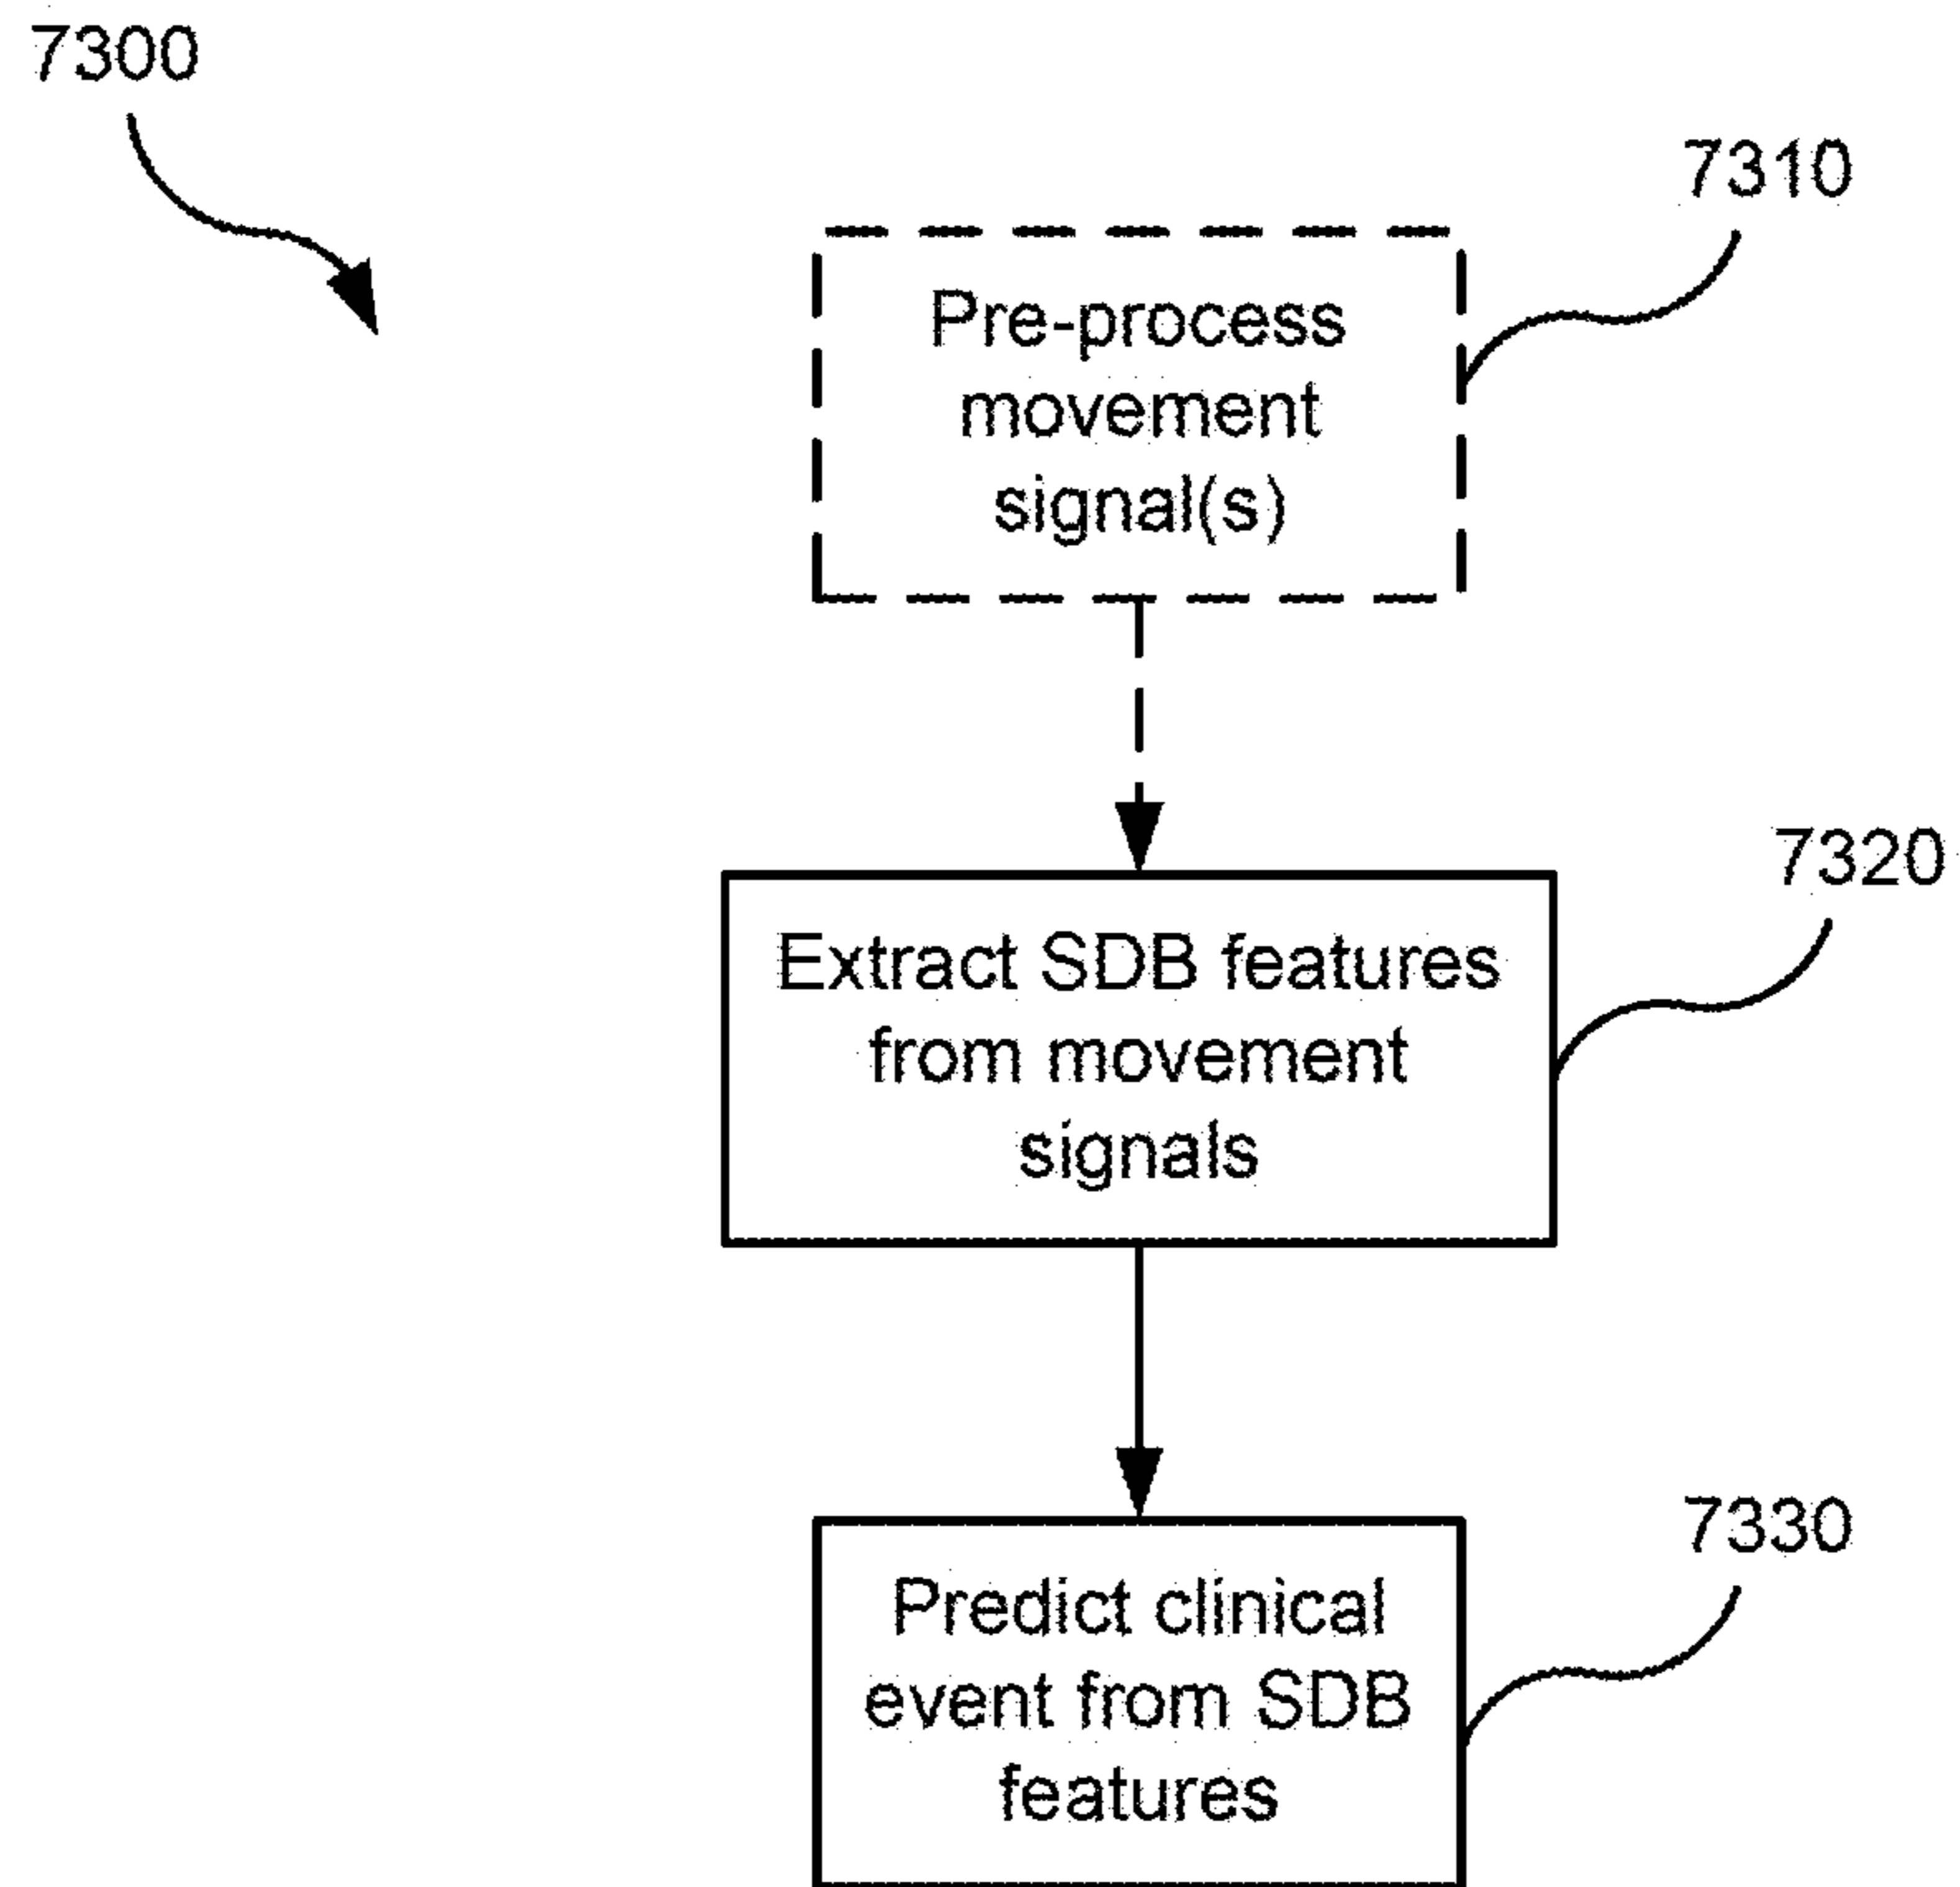 7300
7310
Pre-process
movement
signal(s)
7320
Extract SDB features
from movement
signals
7330
Predict clinical
event from SDB
features